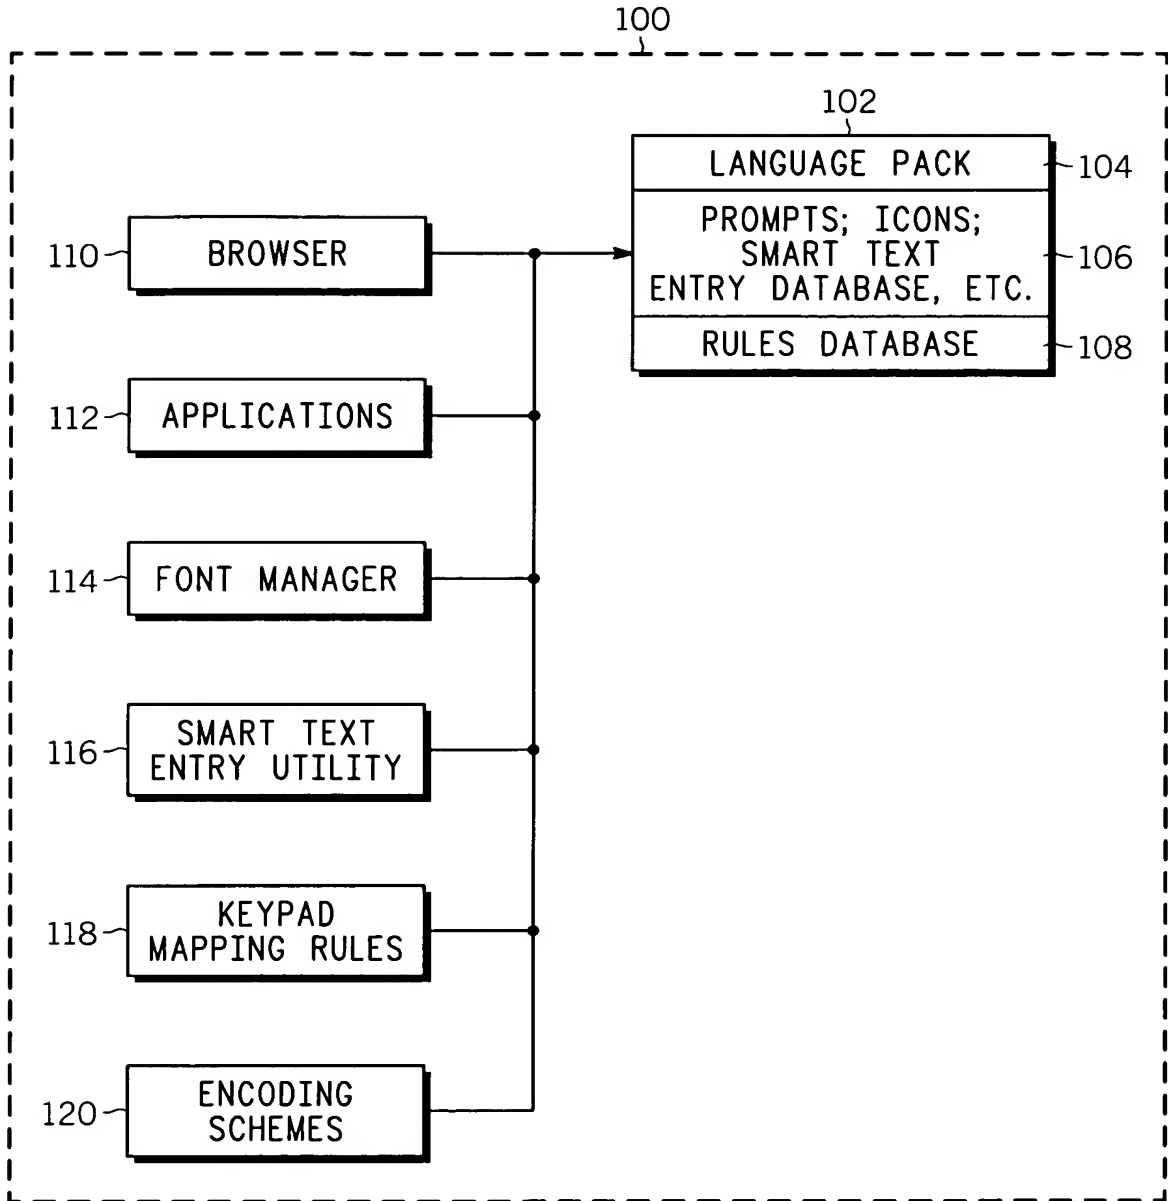 100
102
LANGUAGE PACK
104
PROMPTS; ICONS;
SMART TEXT
ENTRY DATABASE, ETC.
106
RULES DATABASE
108
110
BROWSER
112
APPLICATIONS
114
FONT MANAGER
116
SMART TEXT
ENTRY UTILITY
118
KEYPAD
MAPPING RULES
120
ENCODING
SCHEMES